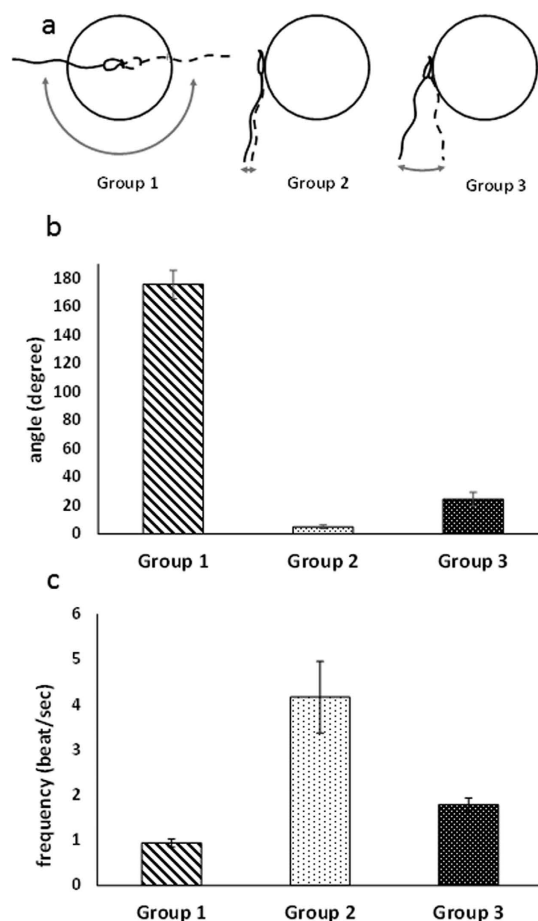 a
Group 1 Group 2 Group 3
b
180
160
140
120
100
80
60
40
20
0
angle (degree)
Group 1 Group 2 Group 3
c
6
5
4
3
2
1
0
frequency (beat/sec)
Group 1 Group 2 Group 3